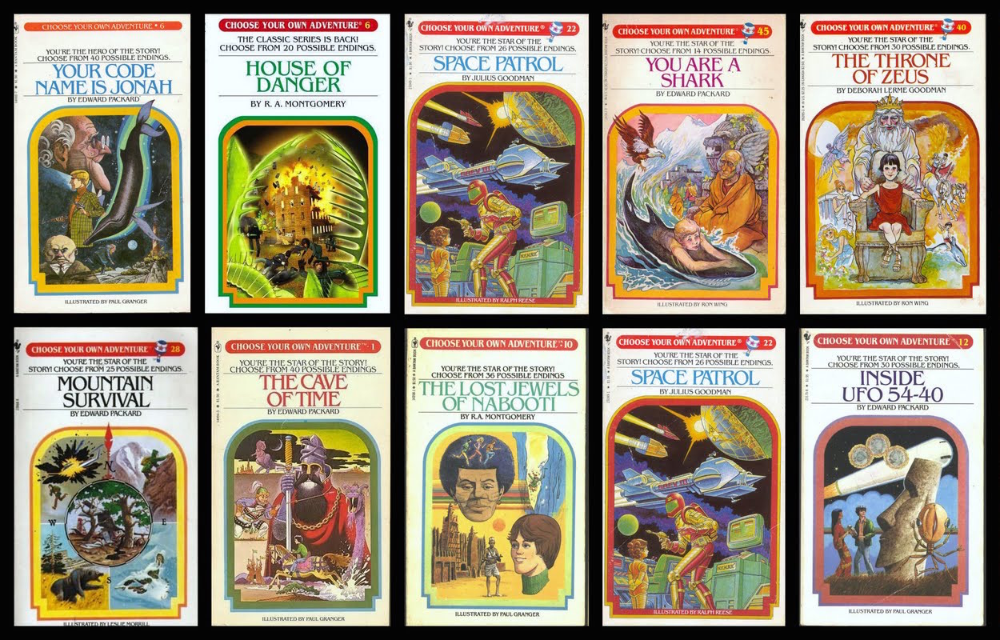 CHOOSE YOUR OWN ADVENTURE • 6
YOU'RE THE HERO OF THE STORY!
CHOOSE FROM 40 POSSIBLE ENDINGS.
YOUR CODE
NAME IS JONAH
BY EDWARD PACKARD
ILLUSTRATED BY PAUL GRANGER
CHOOSE YOUR OWN ADVENTURE® 6
THE CLASSIC SERIES IS BACK!
CHOOSE FROM 20 POSSIBLE ENDINGS.
HOUSE OF
DANGER
BY R. A. MONTGOMERY
CHOOSE YOUR OWN ADVENTURE® 22
YOU'RE THE STAR OF THE
STORY! CHOOSE FROM 26 POSSIBLE ENDINGS.
SPACE PATROL
BY JULIUS GOODMAN
HENRY
ILLUSTRATED BY RALPH REESE
CHOOSE YOUR OWN ADVENTURE® 45
YOU'RE THE STAR OF THE
STORY! CHOOSE FROM 14 POSSIBLE ENDINGS.
YOU ARE A
SHARK
BY EDWARD PACKARD
ILLUSTRATED BY RON WING
CHOOSE YOUR OWN ADVENTURE® 40
YOU'RE THE STAR OF THE
STORY! CHOOSE FROM 30 POSSIBLE ENDINGS.
THE THRONE
OF ZEUS
BY DEBORAH LERME GOODMAN
ILLUSTRATED BY RON WING
CHOOSE YOUR OWN ADVENTURE® 28
YOU'RE THE STAR OF THE
STORY! CHOOSE FROM 25 POSSIBLE ENDINGS.
MOUNTAIN
SURVIVAL
BY EDWARD PACKARD
N
W E
S
ILLUSTRATED BY LESLIE MORRILL
CHOOSE YOUR OWN ADVENTURE™ • 1
YOU'RE THE STAR OF THE STORY!
CHOOSE FROM 40 POSSIBLE ENDINGS
THE CAVE
OF TIME
BY EDWARD PACKARD
ILLUSTRATED BY PAUL GRANGER
CHOOSE YOUR OWN ADVENTURE™ • 10
YOU'RE THE STAR OF THE STORY!
CHOOSE FROM 36 POSSIBLE ENDINGS.
THE LOST JEWELS
OF NABOOTI
BY R.A. MONTGOMERY
ILLUSTRATED BY PAUL GRANGER
CHOOSE YOUR OWN ADVENTURE® 22
YOU'RE THE STAR OF THE
STORY! CHOOSE FROM 26 POSSIBLE ENDINGS.
SPACE PATROL
BY JULIUS GOODMAN
HENRY
ILLUSTRATED BY RALPH REESE
CHOOSE YOUR OWN ADVENTURE™ • 12
YOU'RE THE STAR OF THE STORY!
CHOOSE FROM 30 POSSIBLE ENDINGS.
INSIDE
UFO 54-40
BY EDWARD PACKARD
ILLUSTRATED BY PAUL GRANGER